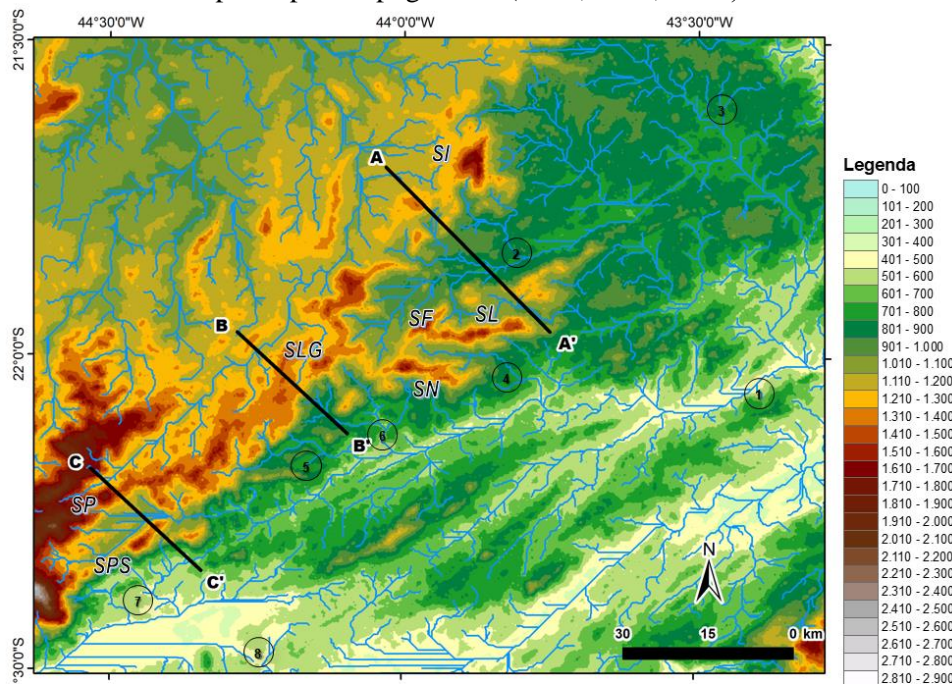 44°30'0"O 44°0'0"O 43°30'0"O
21°30'0"S
22°0'0"S
°30'0"S
3
A
SI
2
B
SF
SL
SLG
A'
SN
4
1
B'
6
5
C
SP
SPS
C'
7
8
N
30 15 0 km
Legenda
0 - 100
101 - 200
201 - 300
301 - 400
401 - 500
501 - 600
601 - 700
701 - 800
801 - 900
901 - 1.000
1.010 - 1.100
1.110 - 1.200
1.210 - 1.300
1.310 - 1.400
1.410 - 1.500
1.510 - 1.600
1.610 - 1.700
1.710 - 1.800
1.810 - 1.900
1.910 - 2.000
2.010 - 2.100
2.110 - 2.200
2.210 - 2.300
2.310 - 2.400
2.410 - 2.500
2.510 - 2.600
2.610 - 2.700
2.710 - 2.800
2.810 - 2.900